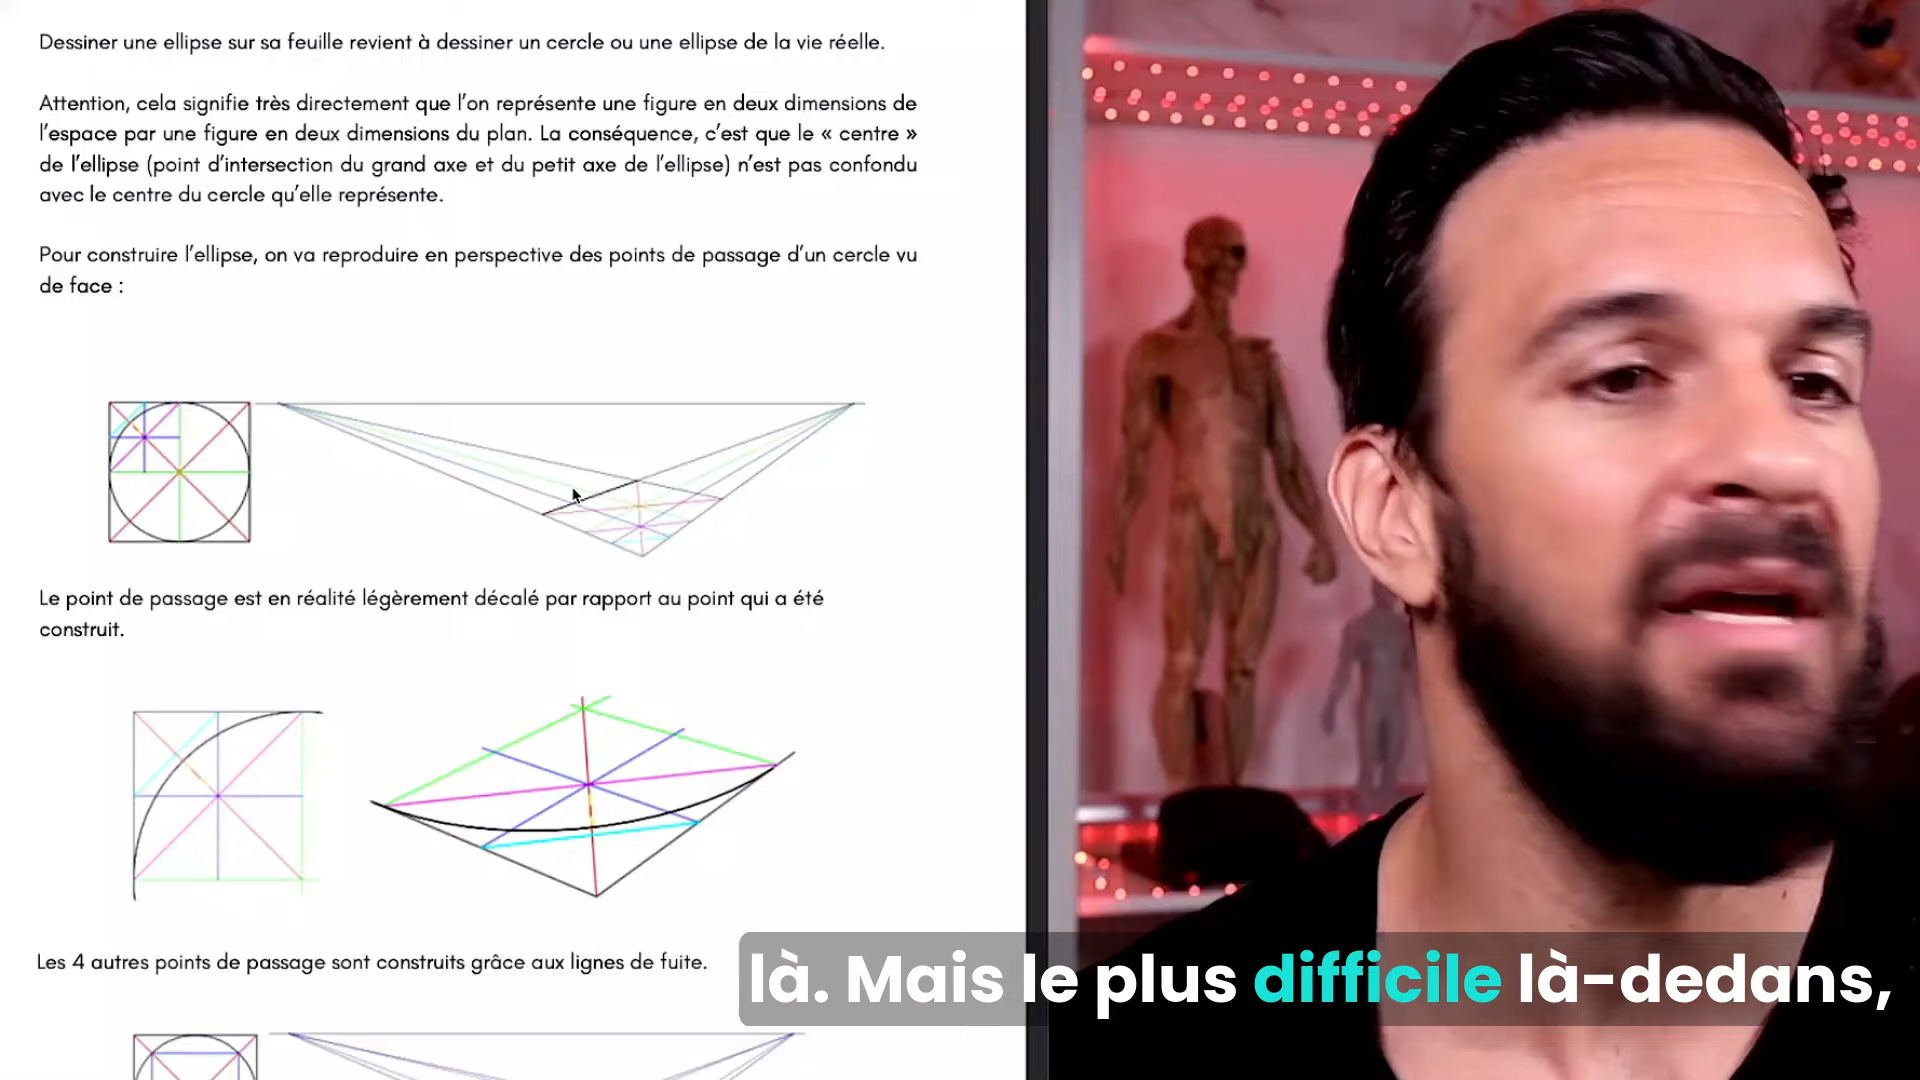 Dessiner une ellipse sur sa feuille revient à dessiner un cercle ou une ellipse de la vie réelle.
Attention, cela signifie très directement que l'on représente une figure en deux dimensions de
l'espace par une figure en deux dimensions du plan. La conséquence, c'est que le « centre »
de l'ellipse (point d'intersection du grand axe et du petit axe de l'ellipse) n'est pas confondu
avec le centre du cercle qu'elle représente.
Pour construire l'ellipse, on va reproduire en perspective des points de passage d'un cercle vu
de face :
Le point de passage est en réalité légèrement décalé par rapport au point qui a été
construit.
Les 4 autres points de passage sont construits grâce aux lignes de fuite.
là. Mais le plus difficile là-dedans,